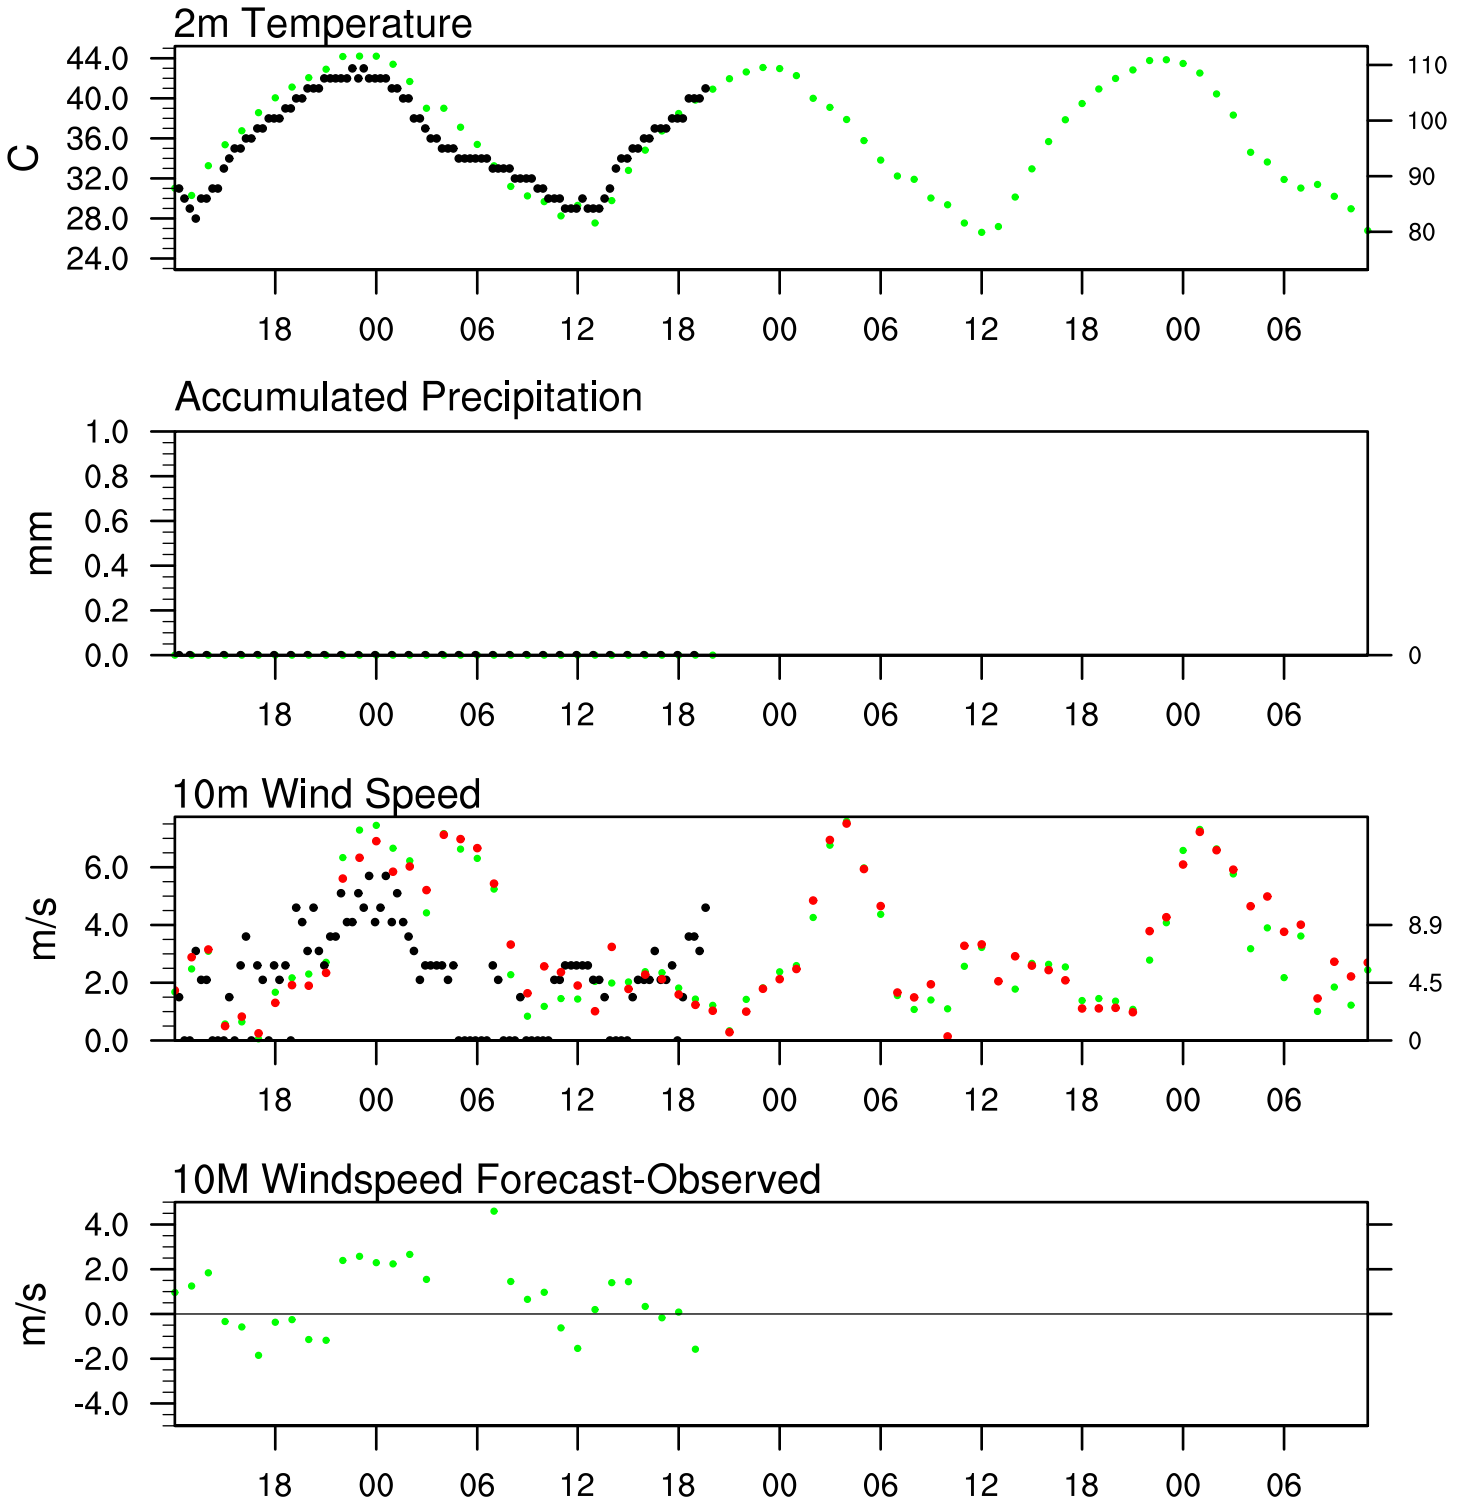 2m Temperature
44.0
40.0
36.0
32.0
28.0
24.0
C
110
100
90
80
18 00 06 12 18 00 06 12 18 00 06
Accumulated Precipitation
1.0
0.8
0.6
0.4
0.2
0.0
mm
0
18 00 06 12 18 00 06 12 18 00 06
10m Wind Speed
6.0
4.0
2.0
0.0
m/s
8.9
4.5
0
18 00 06 12 18 00 06 12 18 00 06
10M Windspeed Forecast-Observed
4.0
2.0
0.0
-2.0
-4.0
m/s
18 00 06 12 18 00 06 12 18 00 06